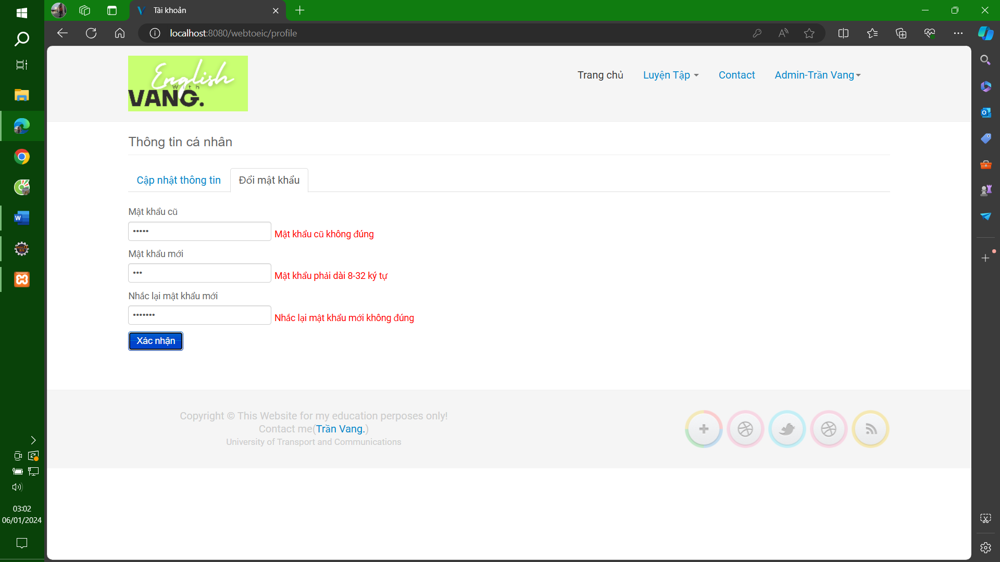 Tài khoản
localhost:8080/webtoeic/profile
English
with
VANG.
Trang chủ
Luyện Tập
Contact
Admin-Trần Vang
Thông tin cá nhân
Cập nhật thông tin
Đổi mật khẩu
Mật khẩu cũ
Mật khẩu cũ không đúng
Mật khẩu mới
Mật khẩu phải dài 8-32 ký tự
Nhắc lại mật khẩu mới
Nhắc lại mật khẩu mới không đúng
Xác nhận
Copyright © This Website for my education perposes only!
Contact me(Trần Vang.)
University of Transport and Communications
03:02
06/01/2024